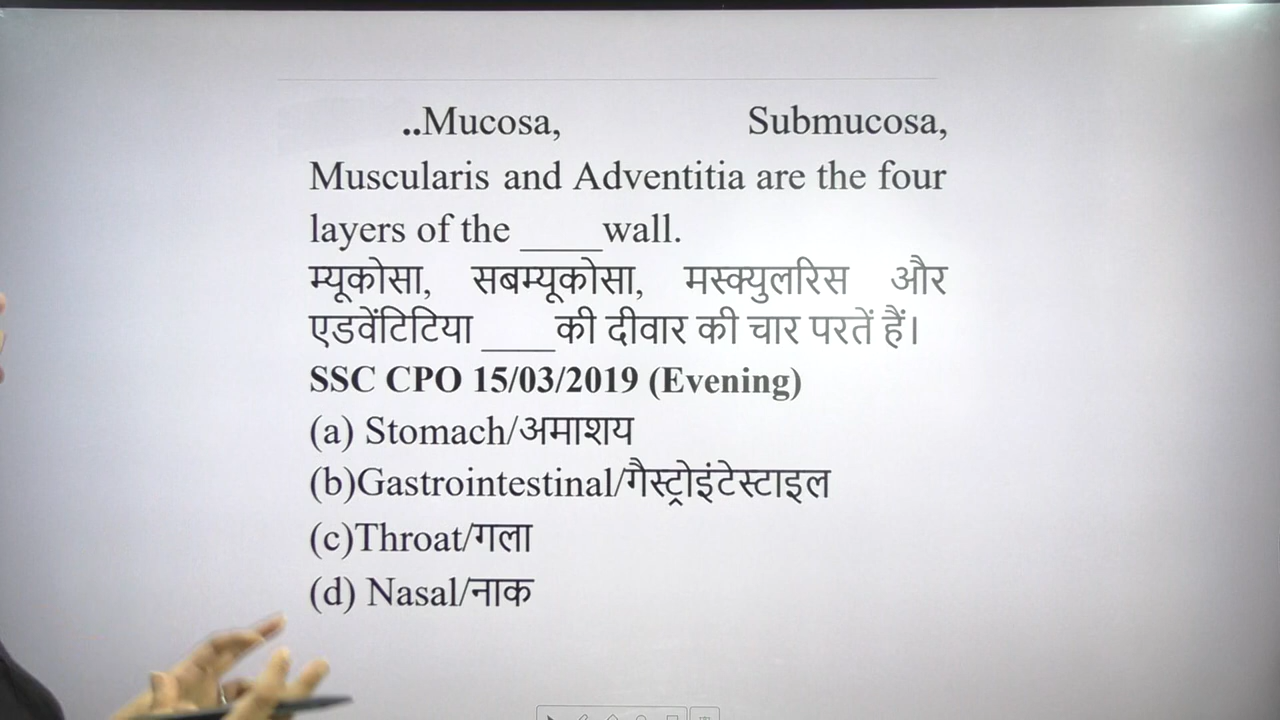 ..Mucosa, Submucosa,
Muscularis and Adventitia are the four
layers of the ____wall.
म्यूकोसा, सबम्यूकोसा, मस्क्युलरिस और
एडवेंटिटिया ____की दीवार की चार परतें हैं।
SSC CPO 15/03/2019 (Evening)
(a) Stomach/अमाशय
(b)Gastrointestinal/गैस्ट्रोइंटेस्टाइल
(c)Throat/गला
(d) Nasal/नाक